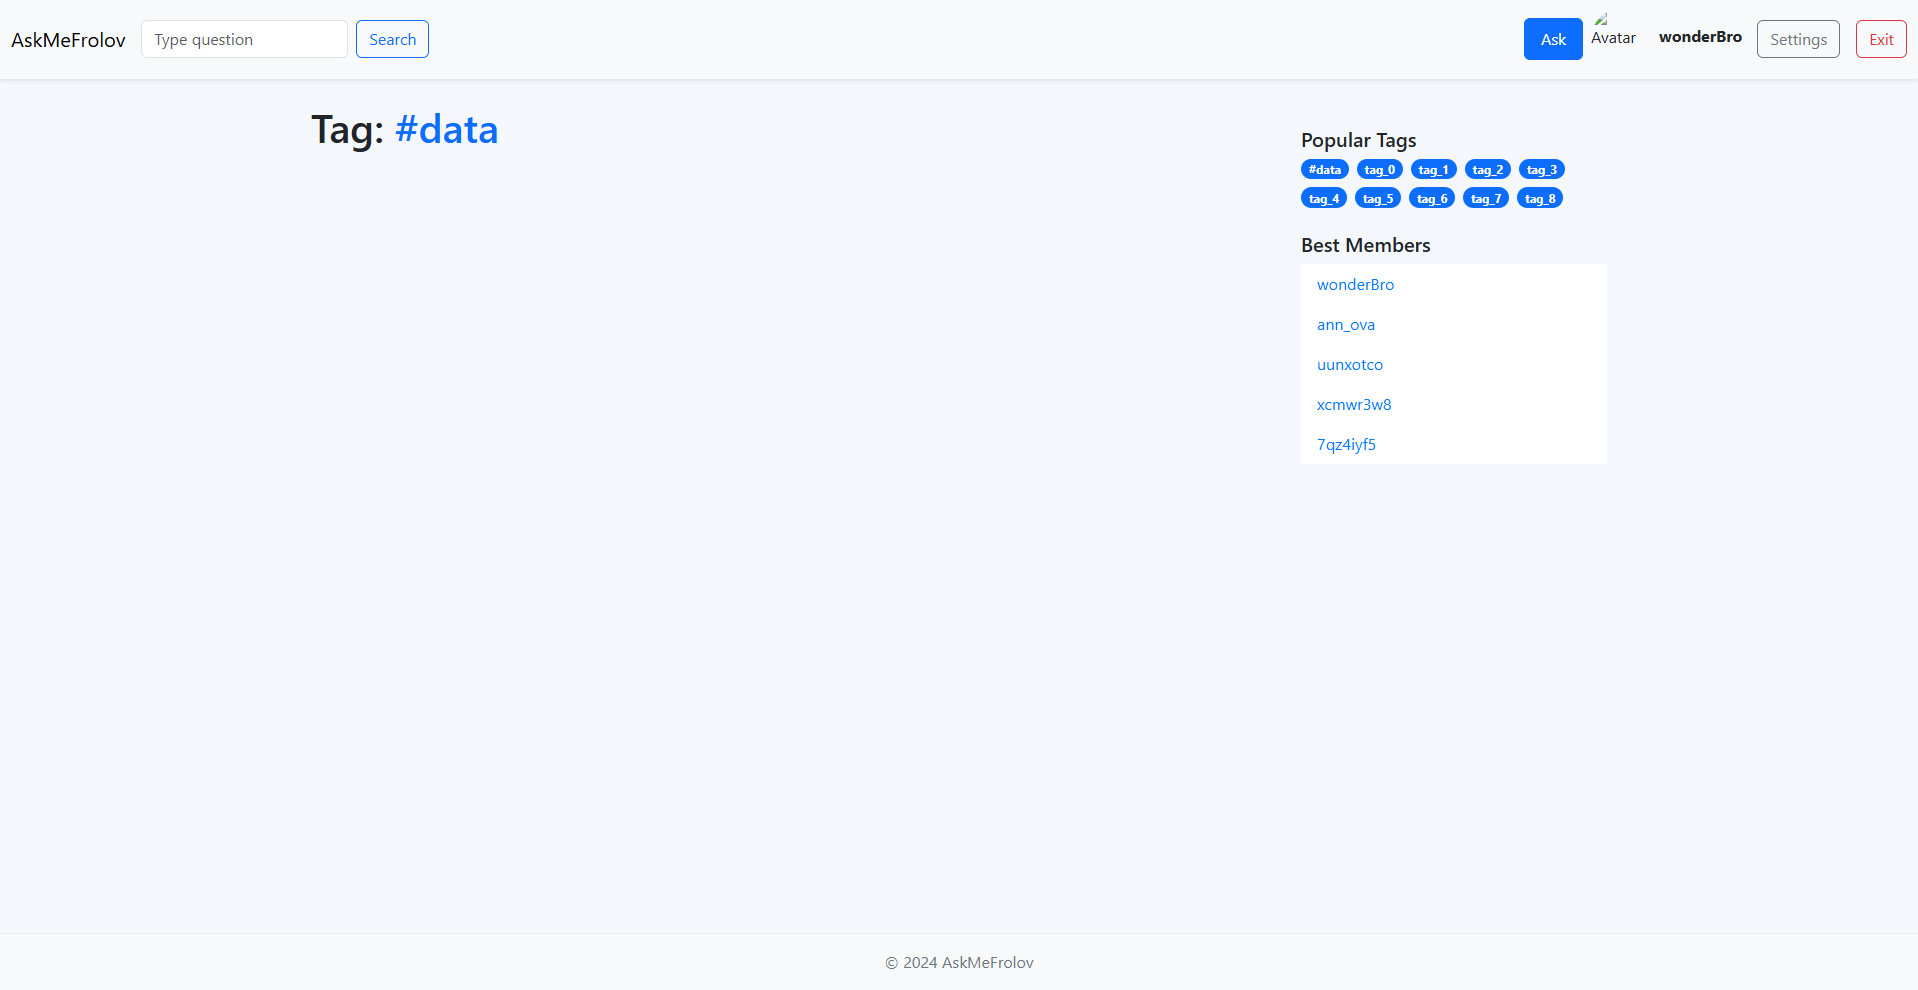 AskMeFrolov Type question Search Ask Avatar wonderBro Settings Exit
Tag: #data
Popular Tags
#data tag_0 tag_1 tag_2 tag_3
tag_4 tag_5 tag_6 tag_7 tag_8
Best Members
wonderBro
ann_ova
uunxotco
xcmwr3w8
7qz4iyf5
© 2024 AskMeFrolov